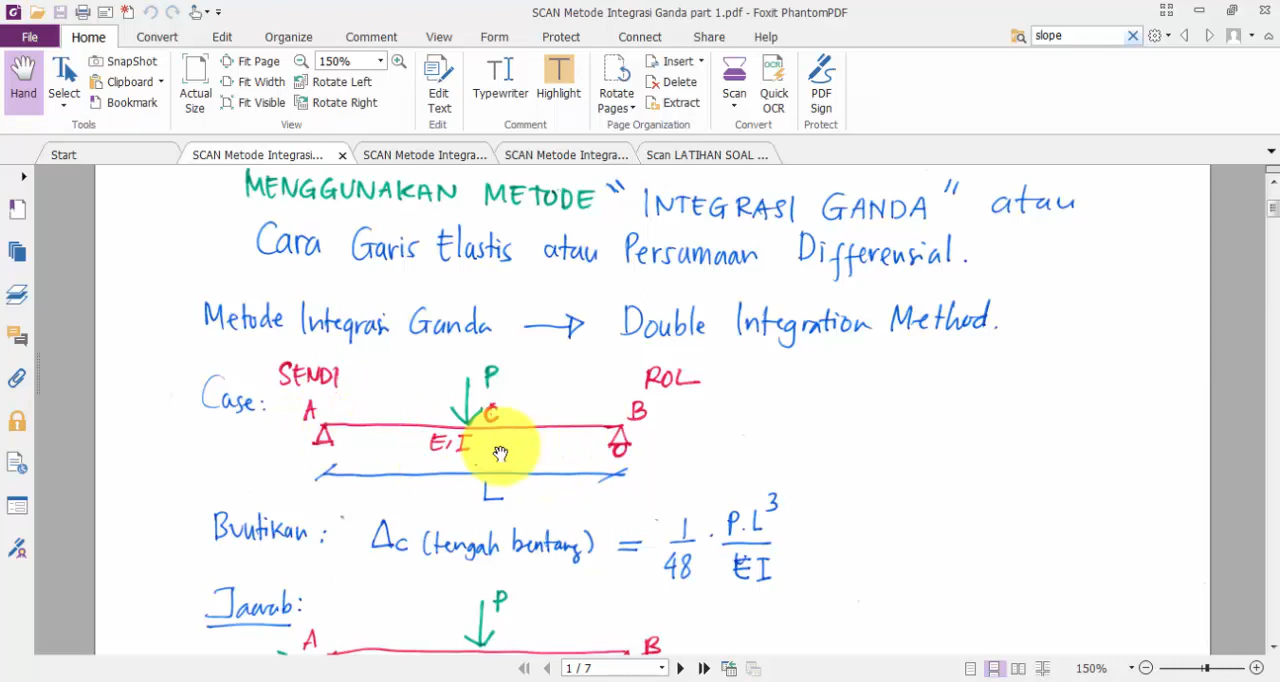 SCAN Metode Integrasi Ganda part 1.pdf - Foxit PhantomPDF
File Home Convert Edit Organize Comment View Form Protect Connect Share Help slope
Hand Select SnapShot Clipboard Bookmark
Tools
Actual Size Fit Page Fit Width Fit Visible 150% Rotate Left Rotate Right
View
Edit Text
Edit
Typewriter Highlight
Comment
Rotate Pages Insert Delete Extract
Page Organization
Scan Quick OCR
Convert
PDF Sign
Protect
Start SCAN Metode Integrasi... SCAN Metode Integra... SCAN Metode Integra... Scan LATIHAN SOAL ...
MENGGUNAKAN METODE "INTEGRASI GANDA" atau
Cara Garis Elastis atau Persamaan Differensial.
Metode Integrasi Ganda → Double Integration Method.
Case: SENDI P ROL
A C B
E, I
L
Buktikan: Δc (tengah bentang) = 1/48 . P.L³/EI
Jawab:
P
A B
1 / 7 150%